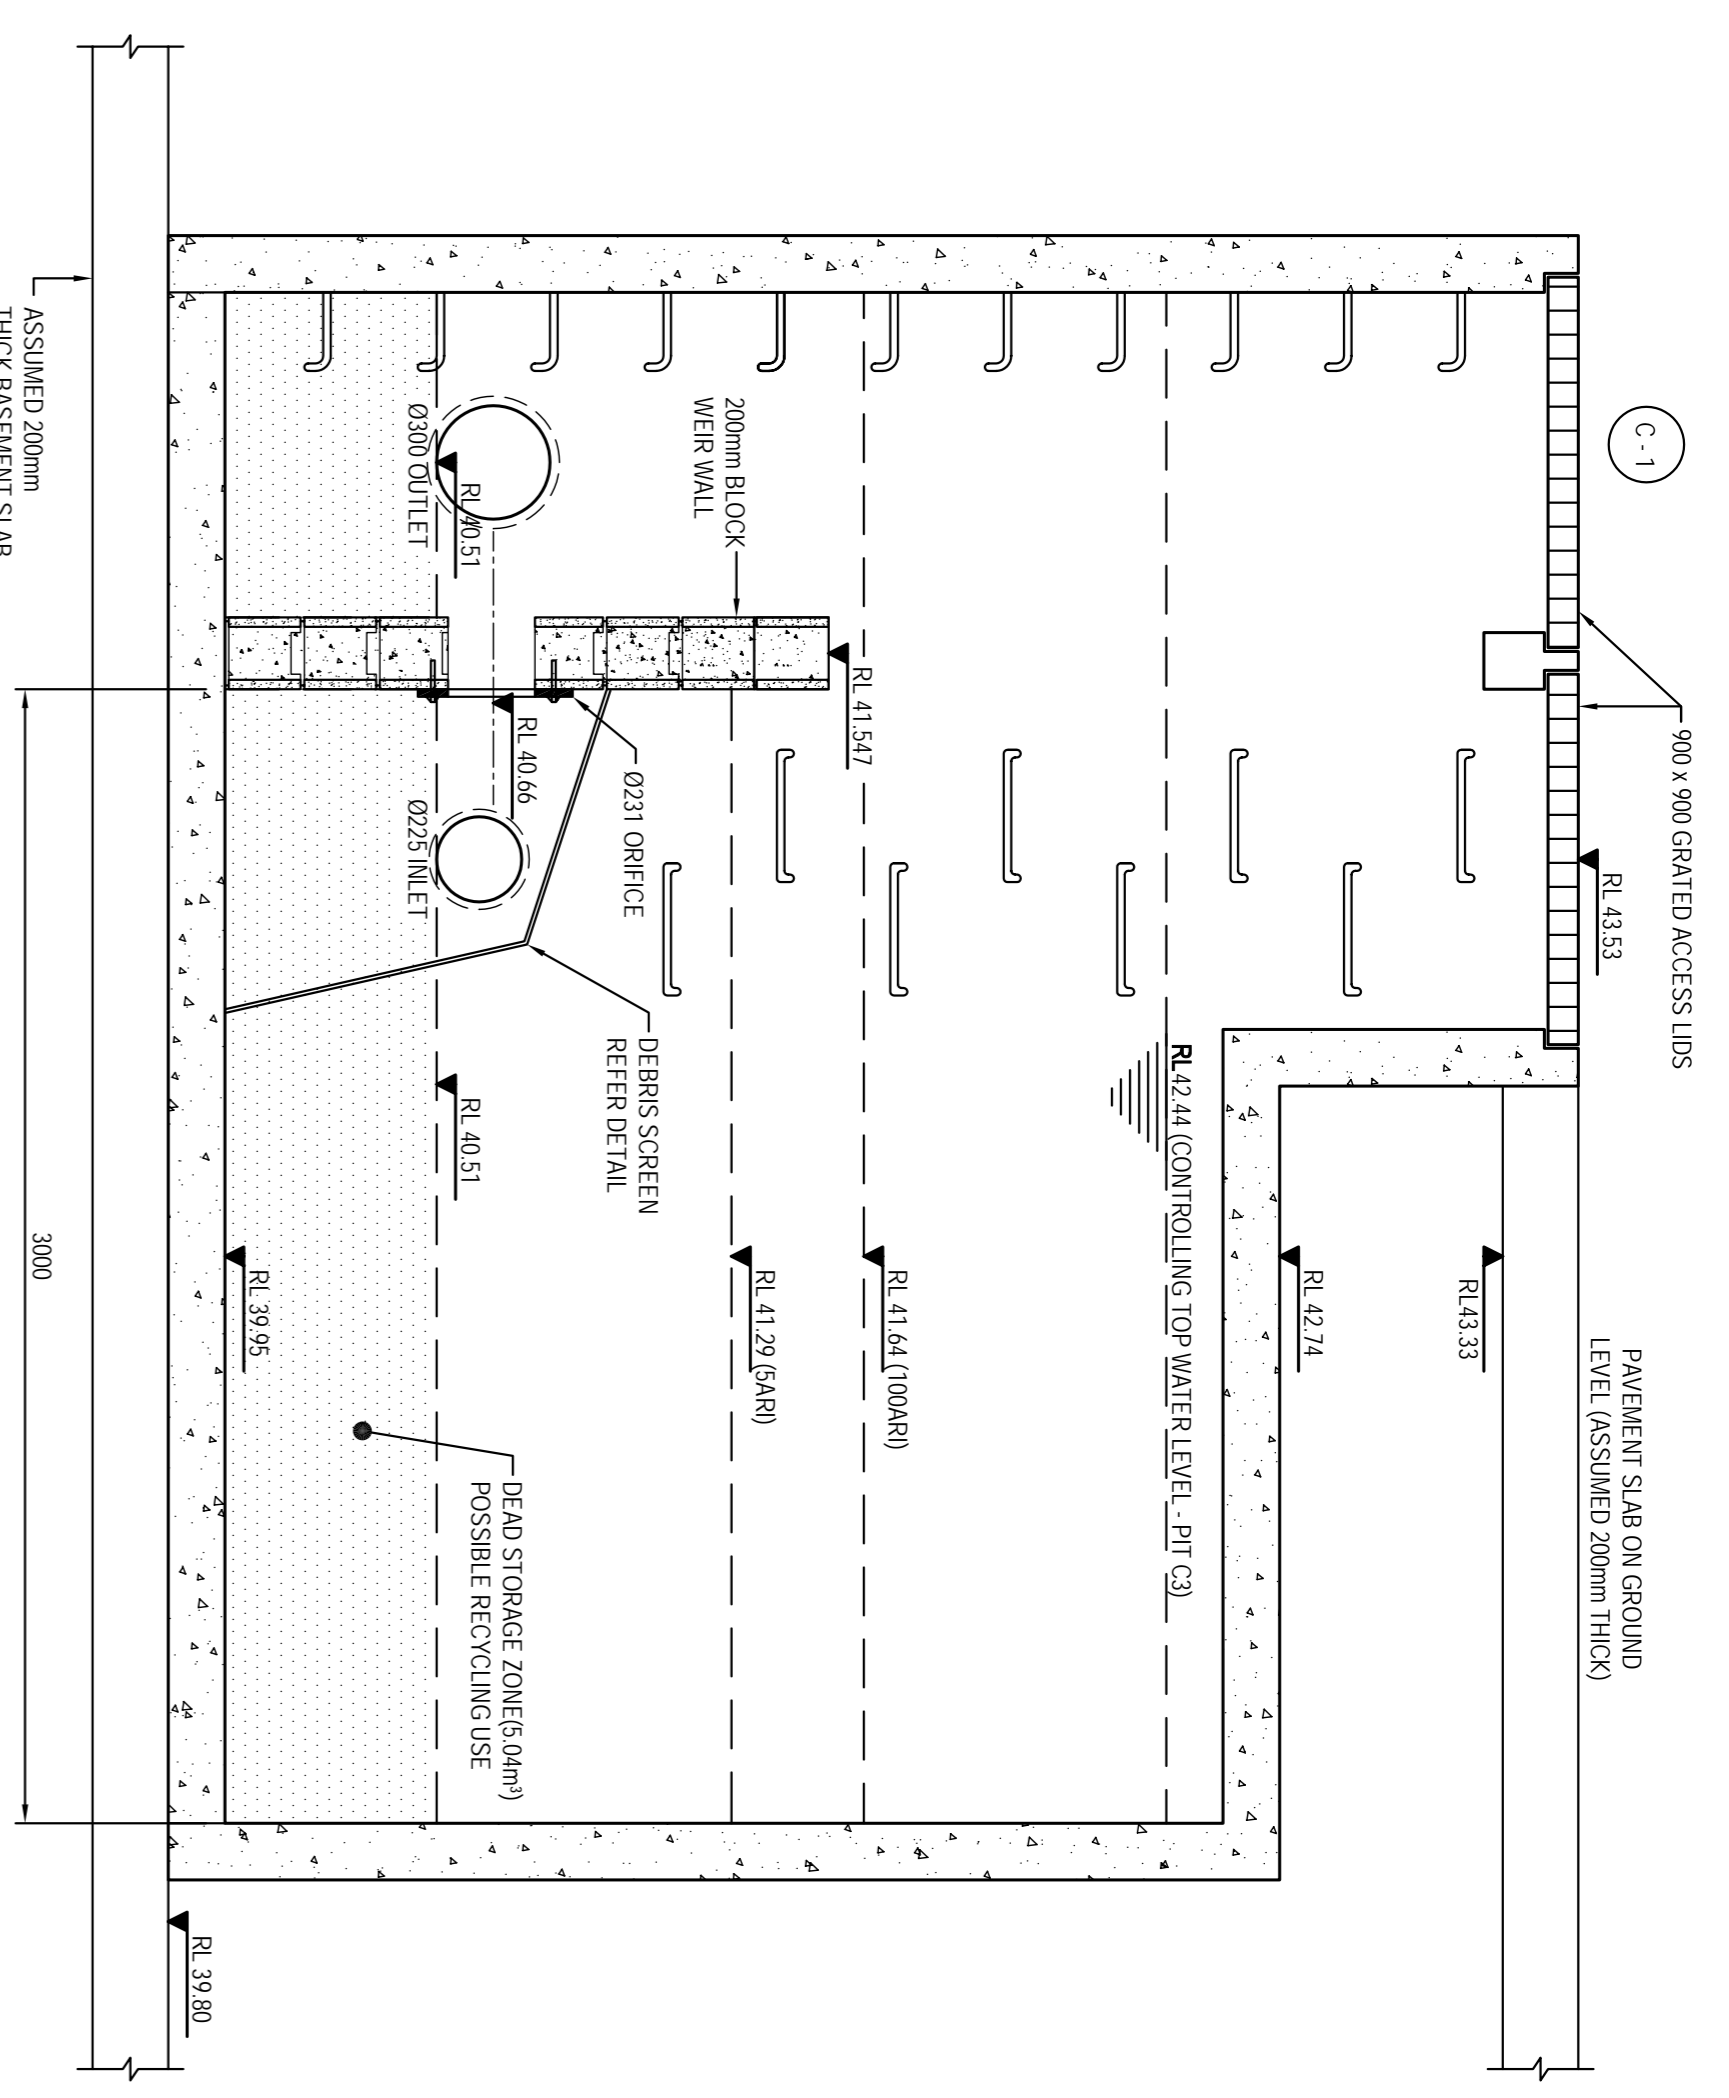 C - 1
900 x 900 GRATED ACCESS LIDS
RL 43.53
PAVEMENT SLAB ON GROUND
LEVEL (ASSUMED 200mm THICK)
RL43.33
RL 42.74
RL 42.44 (CONTROLLING TOP WATER LEVEL - PIT C3)
RL 41.64 (100ARI)
RL 41.547
RL 41.29 (5ARI)
200mm BLOCK
WEIR WALL
Ø231 ORIFICE
DEBRIS SCREEN
REFER DETAIL
RL 40.66
RL 40.51
Ø300 OUTLET
Ø225 INLET
RL 40.51
DEAD STORAGE ZONE(5.04m³)
POSSIBLE RECYCLING USE
RL 39.95
RL 39.80
3000
ASSUMED 200mm
THICK BASEMENT SLAB